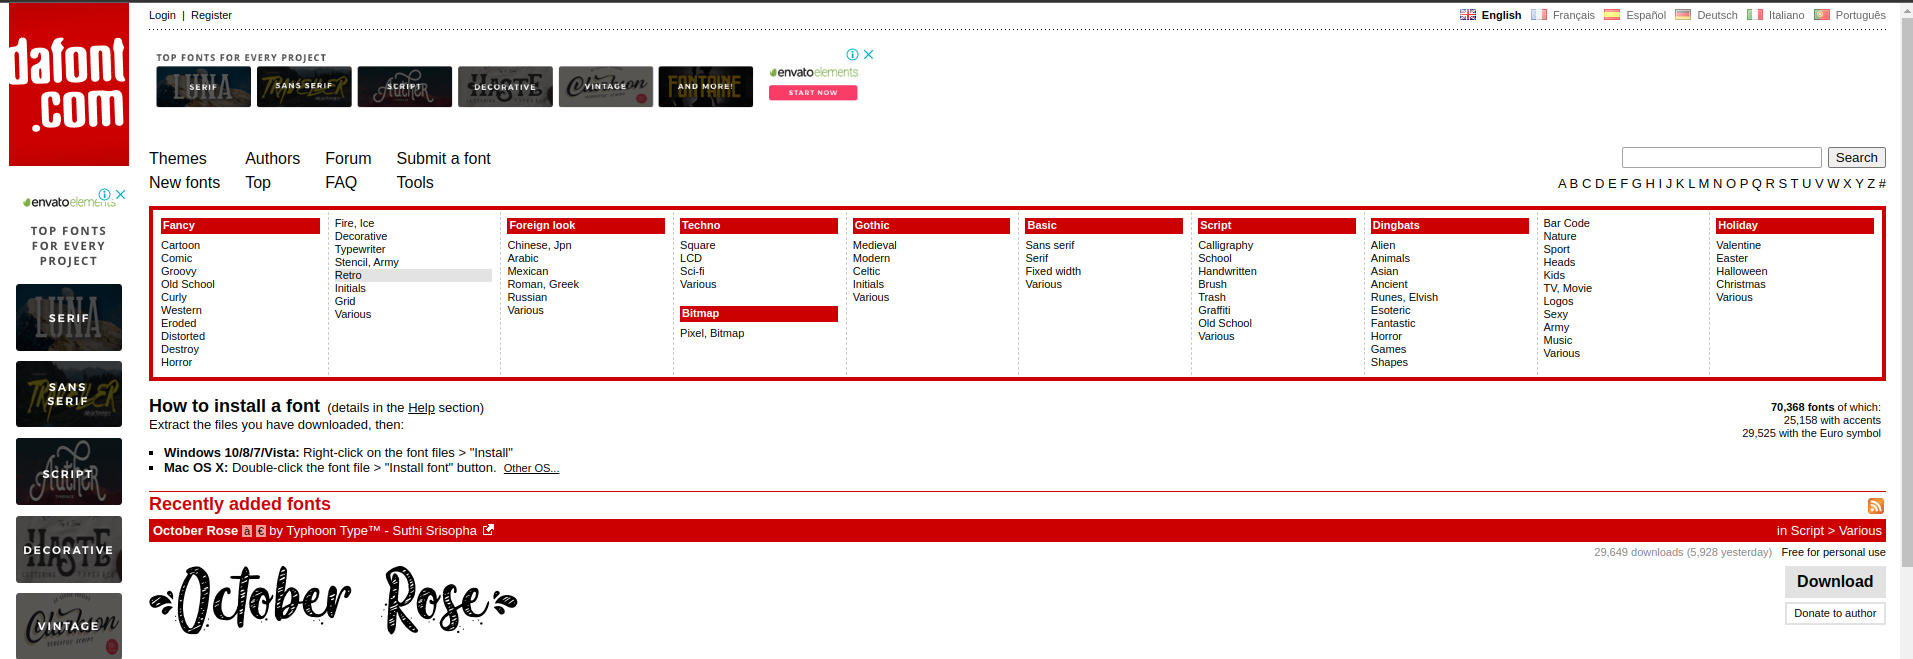 dafont
.com
Login | Register
English Français Español Deutsch Italiano Português
TOP FONTS FOR EVERY PROJECT
LUNA SERIF
TRAVELER SANS SERIF
Author SCRIPT
HASTE DECORATIVE
Clarkson VINTAGE
FONTAINE AND MORE!
envatoelements
START NOW
Themes Authors Forum Submit a font
New fonts Top FAQ Tools
Search
A B C D E F G H I J K L M N O P Q R S T U V W X Y Z #
envatoelements
TOP FONTS
FOR EVERY
PROJECT
LUNA
SERIF
TRAVELER
SANS
SERIF
Author
SCRIPT
HASTE
DECORATIVE
Clarkson
VINTAGE
Fancy
Cartoon
Comic
Groovy
Old School
Curly
Western
Eroded
Distorted
Destroy
Horror
Fire, Ice
Decorative
Typewriter
Stencil, Army
Retro
Initials
Grid
Various
Foreign look
Chinese, Jpn
Arabic
Mexican
Roman, Greek
Russian
Various
Techno
Square
LCD
Sci-fi
Various
Bitmap
Pixel, Bitmap
Gothic
Medieval
Modern
Celtic
Initials
Various
Basic
Sans serif
Serif
Fixed width
Various
Script
Calligraphy
School
Handwritten
Brush
Trash
Graffiti
Old School
Various
Dingbats
Alien
Animals
Asian
Ancient
Runes, Elvish
Esoteric
Fantastic
Horror
Games
Shapes
Bar Code
Nature
Sport
Heads
Kids
TV, Movie
Logos
Sexy
Army
Music
Various
Holiday
Valentine
Easter
Halloween
Christmas
Various
How to install a font (details in the Help section)
Extract the files you have downloaded, then:
Windows 10/8/7/Vista: Right-click on the font files > "Install"
Mac OS X: Double-click the font file > "Install font" button. Other OS...
70,368 fonts of which:
25,158 with accents
29,525 with the Euro symbol
Recently added fonts
October Rose à € by Typhoon Type™ - Suthi Srisopha
in Script > Various
29,649 downloads (5,928 yesterday) Free for personal use
October Rose
Download
Donate to author